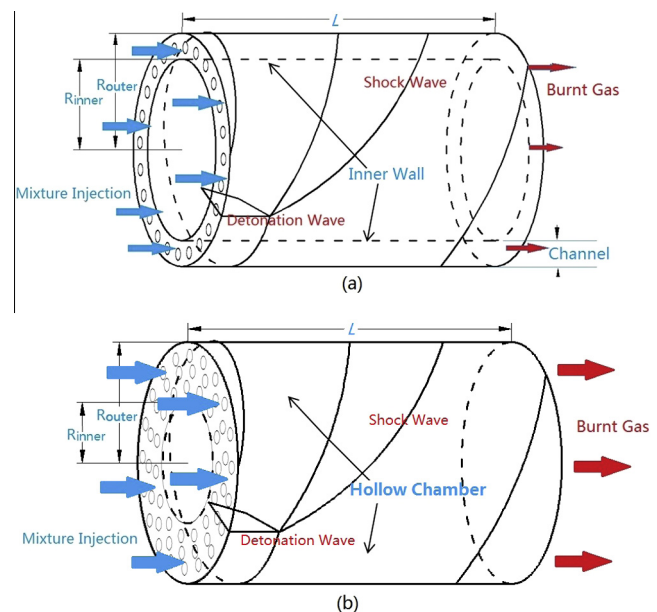 L
Router
Rinner
Shock Wave
Burnt Gas
Inner Wall
Mixture Injection
Detonation Wave
Channel
(a)
L
Router
Rinner
Shock Wave
Burnt Gas
Hollow Chamber
Mixture Injection
Detonation Wave
(b)